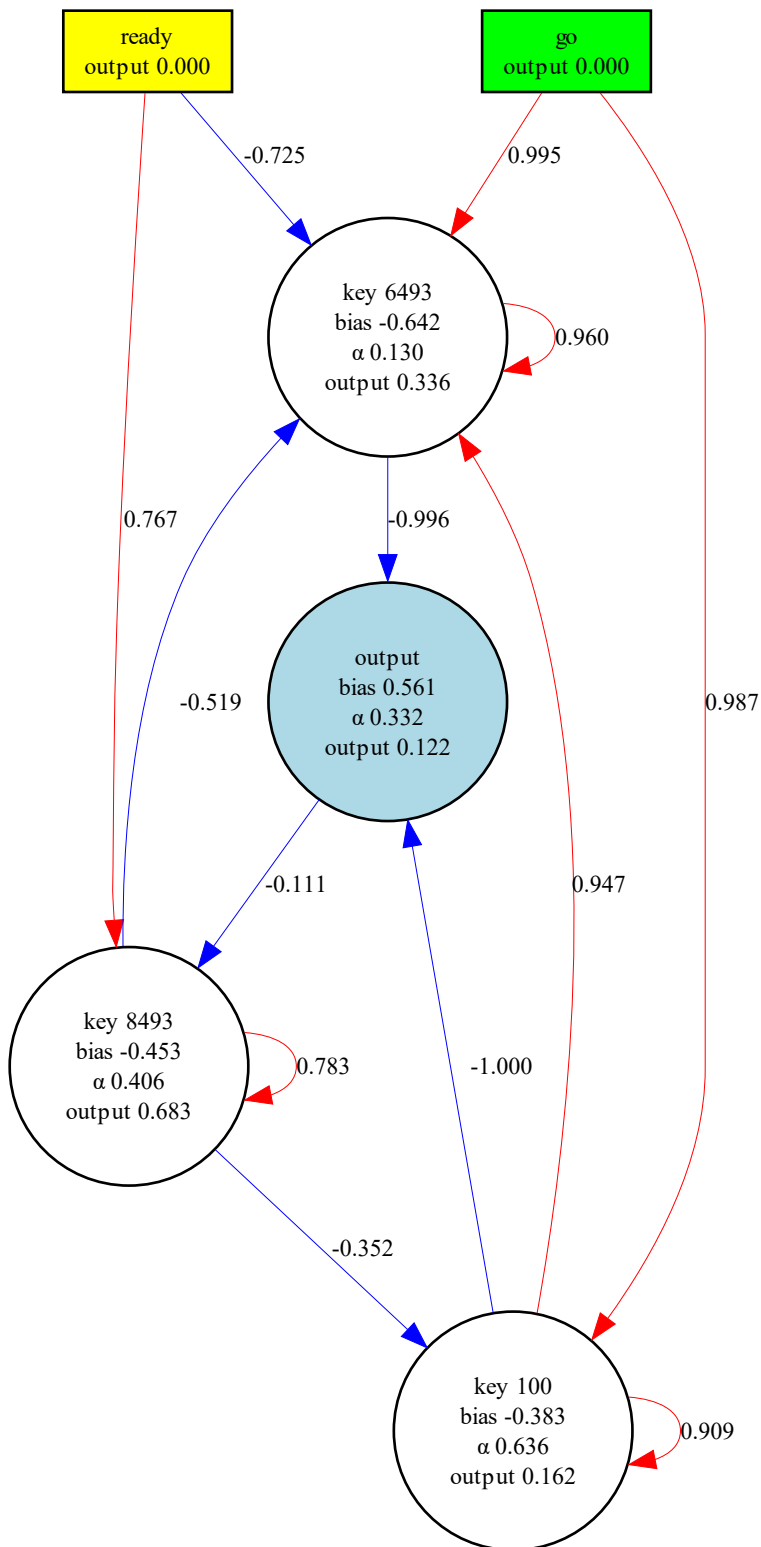 ready
output 0.000
go
output 0.000
-0.725
0.995
key 6493
bias -0.642
α 0.130
output 0.336
0.960
0.767
-0.996
output
bias 0.561
α 0.332
output 0.122
-0.519
0.987
-0.111
0.947
key 8493
bias -0.453
α 0.406
output 0.683
0.783
-1.000
-0.352
key 100
bias -0.383
α 0.636
output 0.162
0.909